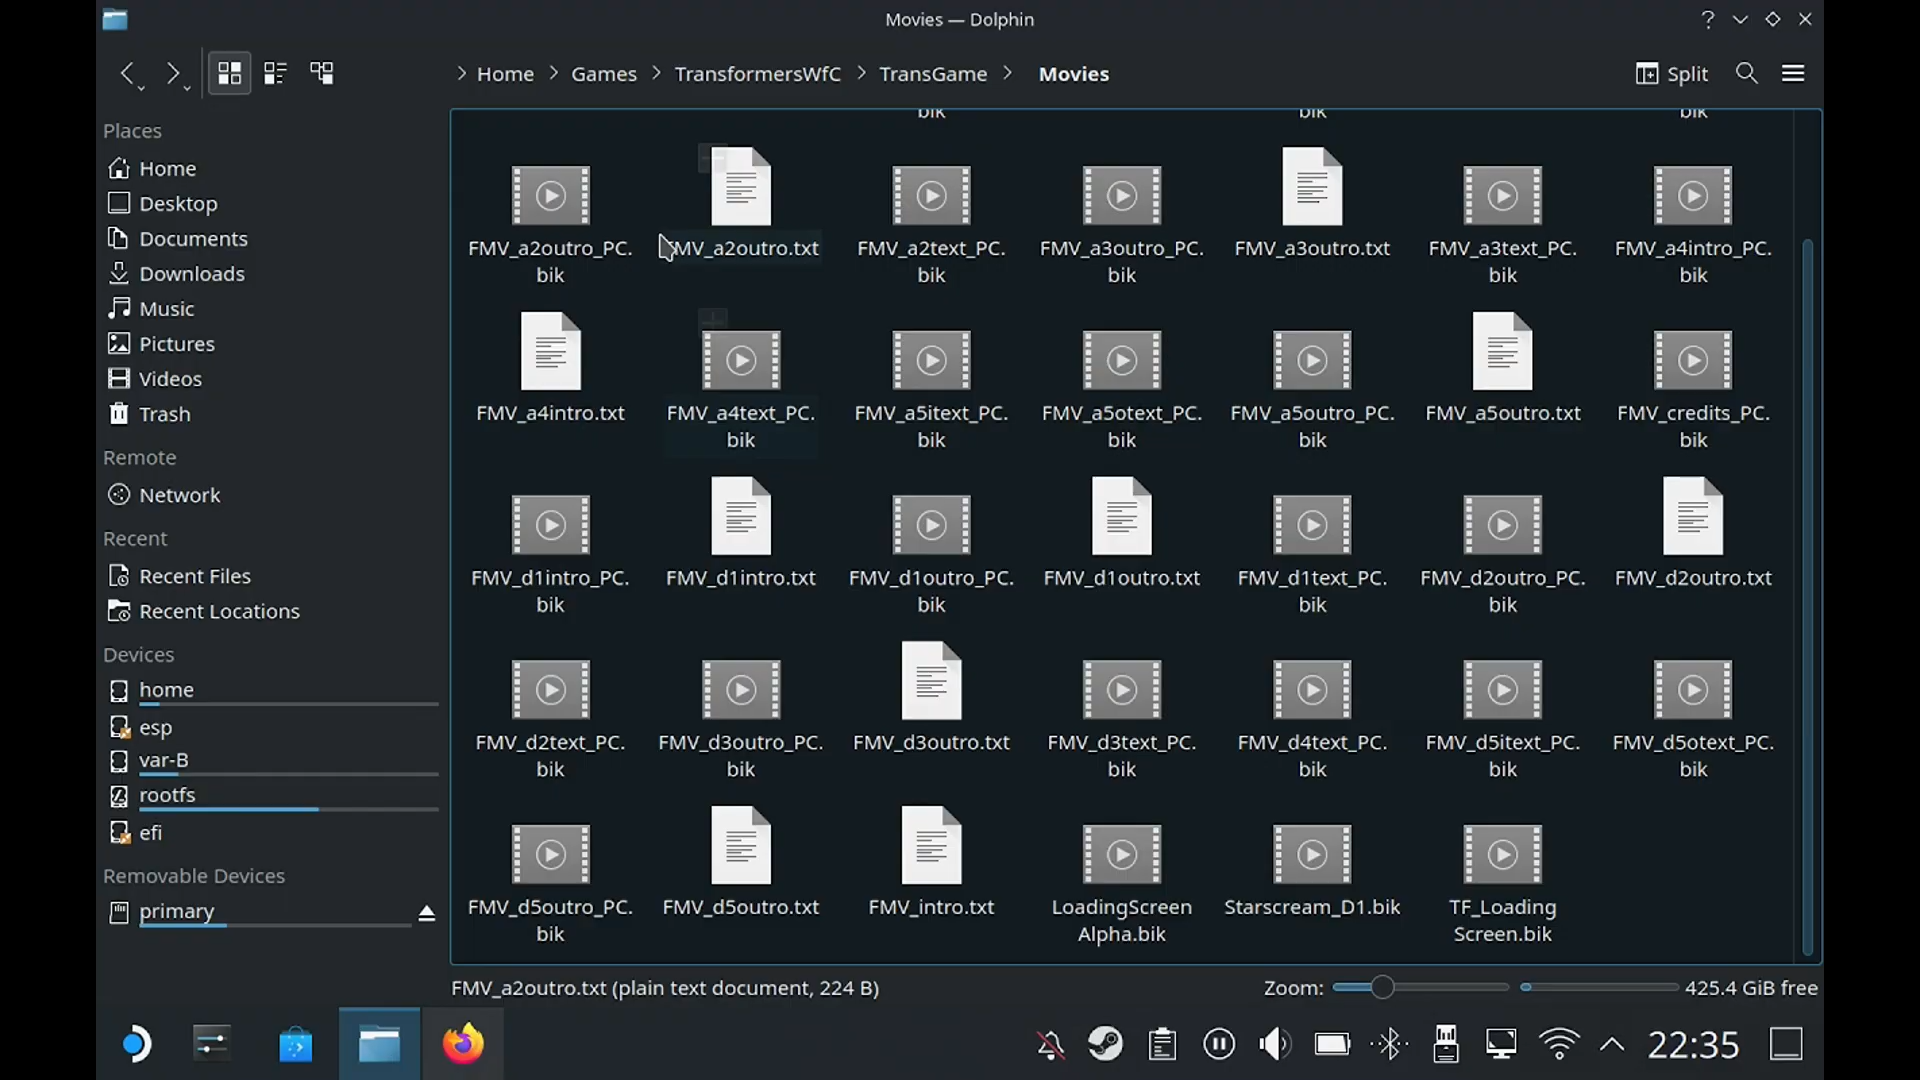 Movies — Dolphin
Home
Games
TransformersWfC
TransGame
Movies
Split
Places
Home
Desktop
Documents
Downloads
Music
Pictures
Videos
Trash
Remote
Network
Recent
Recent Files
Recent Locations
Devices
home
esp
var-B
rootfs
efi
Removable Devices
primary
bik
bik
bik
FMV_a2outro_PC.
bik
FMV_a2outro.txt
FMV_a2text_PC.
bik
FMV_a3outro_PC.
bik
FMV_a3outro.txt
FMV_a3text_PC.
bik
FMV_a4intro_PC.
bik
FMV_a4intro.txt
FMV_a4text_PC.
bik
FMV_a5itext_PC.
bik
FMV_a5otext_PC.
bik
FMV_a5outro_PC.
bik
FMV_a5outro.txt
FMV_credits_PC.
bik
FMV_d1intro_PC.
bik
FMV_d1intro.txt
FMV_d1outro_PC.
bik
FMV_d1outro.txt
FMV_d1text_PC.
bik
FMV_d2outro_PC.
bik
FMV_d2outro.txt
FMV_d2text_PC.
bik
FMV_d3outro_PC.
bik
FMV_d3outro.txt
FMV_d3text_PC.
bik
FMV_d4text_PC.
bik
FMV_d5itext_PC.
bik
FMV_d5otext_PC.
bik
FMV_d5outro_PC.
bik
FMV_d5outro.txt
FMV_intro.txt
LoadingScreen
Alpha.bik
Starscream_D1.bik
TF_Loading
Screen.bik
FMV_a2outro.txt (plain text document, 224 B)
Zoom:
425.4 GiB free
22:35